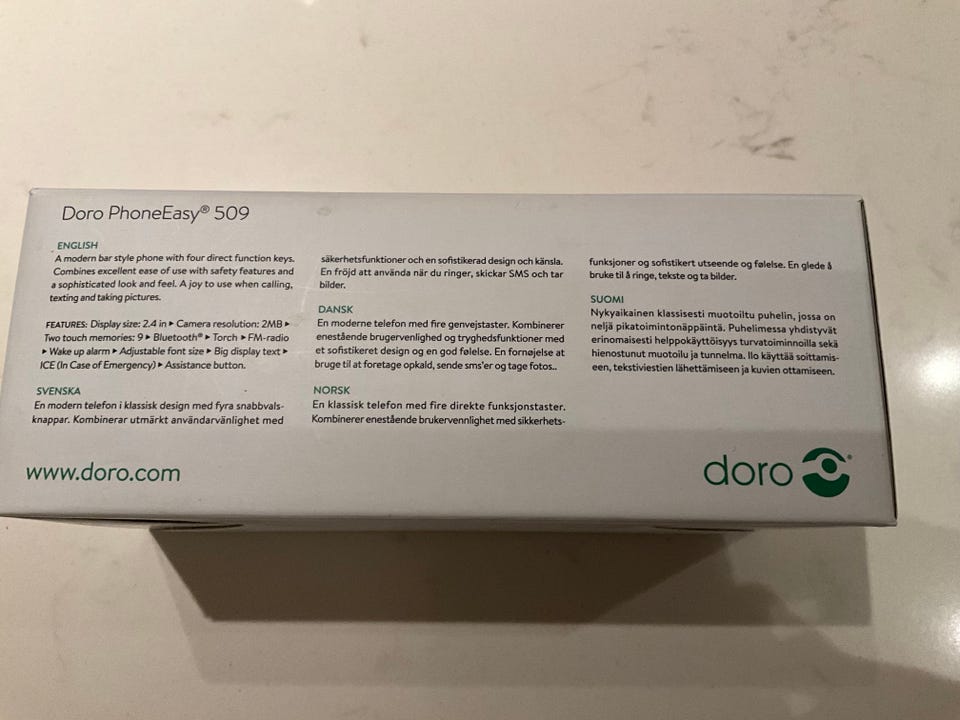 Doro PhoneEasy® 509
ENGLISH
A modern bar style phone with four direct function keys.
Combines excellent ease of use with safety features and
a sophisticated look and feel. A joy to use when calling,
texting and taking pictures.
FEATURES: Display size: 2.4 in ▸ Camera resolution: 2MB ▸
Two touch memories: 9 ▸ Bluetooth® ▸ Torch ▸ FM-radio
▸ Wake up alarm ▸ Adjustable font size ▸ Big display text ▸
ICE (In Case of Emergency) ▸ Assistance button.
SVENSKA
En modern telefon i klassisk design med fyra snabbvals-
knappar. Kombinerar utmärkt användarvänlighet med
säkerhetsfunktioner och en sofistikerad design och känsla.
En fröjd att använda när du ringer, skickar SMS och tar
bilder.
DANSK
En moderne telefon med fire genvejstaster. Kombinerer
enestående brugervenlighed og tryghedsfunktioner med
et sofistikeret design og en god følelse. En fornøjelse at
bruge til at foretage opkald, sende sms'er og tage fotos..
NORSK
En klassisk telefon med fire direkte funksjonstaster.
Kombinerer enestående brukervennlighet med sikkerhets-
funksjoner og sofistikert utseende og følelse. En glede å
bruke til å ringe, tekste og ta bilder.
SUOMI
Nykyaikainen klassisesti muotoiltu puhelin, jossa on
neljä pikatoimintonäppäintä. Puhelimessa yhdistyvät
erinomaisesti helppokäyttöisyys turvatoiminnoilla sekä
hienostunut muotoilu ja tunnelma. Ilo käyttää soittamis-
een, tekstiviestien lähettämiseen ja kuvien ottamiseen.
www.doro.com
doro®